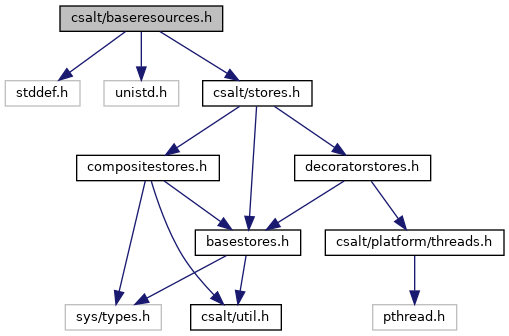 csalt/baseresources.h
stddef.h
unistd.h
csalt/stores.h
compositestores.h
decoratorstores.h
basestores.h
csalt/platform/threads.h
sys/types.h
csalt/util.h
pthread.h